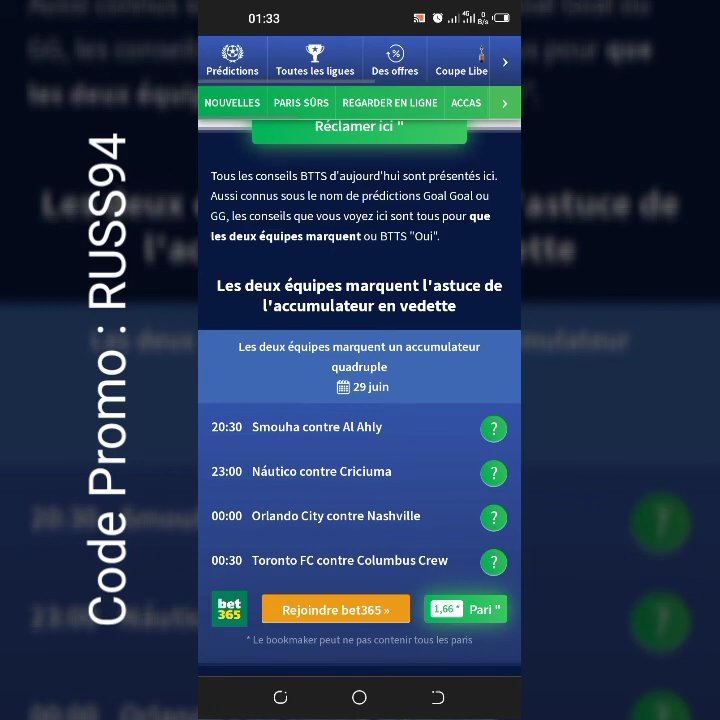 Code Promo : RUSS94
01:33
4G
0
B/s
Prédictions
Toutes les ligues
Des offres
Coupe Libe
NOUVELLES
PARIS SÛRS
REGARDER EN LIGNE
ACCAS
Réclamer ici "
Tous les conseils BTTS d'aujourd'hui sont présentés ici.
Aussi connus sous le nom de prédictions Goal Goal ou
GG, les conseils que vous voyez ici sont tous pour que
les deux équipes marquent ou BTTS "Oui".
Les deux équipes marquent l'astuce de
l'accumulateur en vedette
Les deux équipes marquent un accumulateur
quadruple
29 juin
20:30 Smouha contre Al Ahly ?
23:00 Náutico contre Criciuma ?
00:00 Orlando City contre Nashville ?
00:30 Toronto FC contre Columbus Crew ?
bet
365
Rejoindre bet365 »
1,66 * Pari "
* Le bookmaker peut ne pas contenir tous les paris